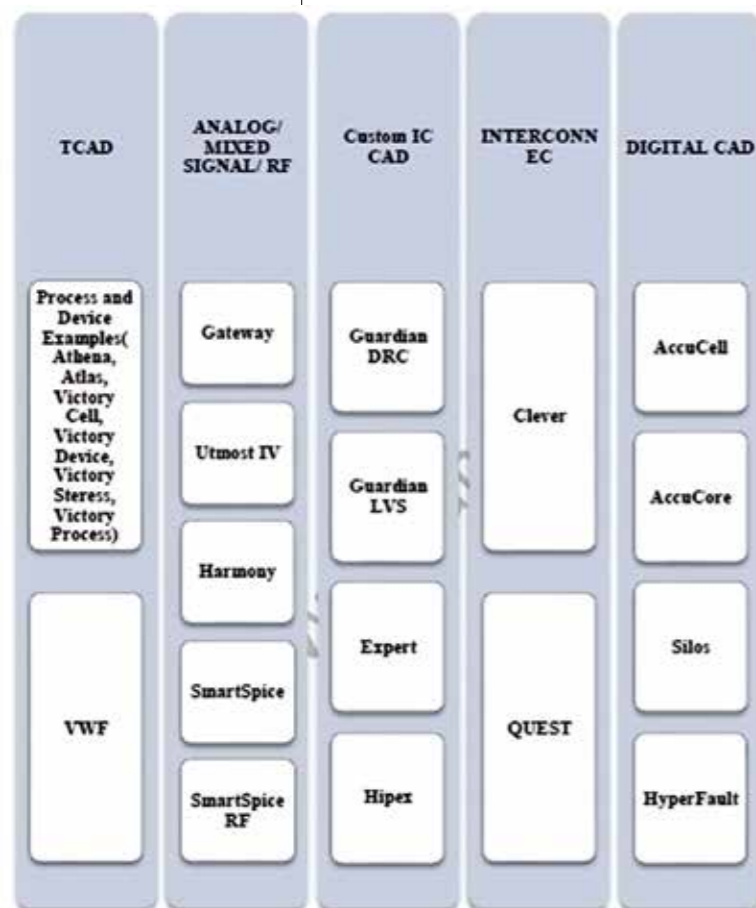 TCAD
Process and
Device
Examples(
Athena,
Atlas,
Victory
Cell,
Victory
Device,
Victory
Steress,
Victory
Process)
VWF
ANALOG/
MIXED
SIGNAL/ RF
Gateway
Utmost IV
Harmony
SmartSpice
SmartSpice
RF
Custom IC
CAD
Guardian
DRC
Guardian
LVS
Expert
Hipex
INTERCONN
EC
Clever
QUEST
DIGITAL CAD
AccuCell
AccuCore
Silos
HyperFault